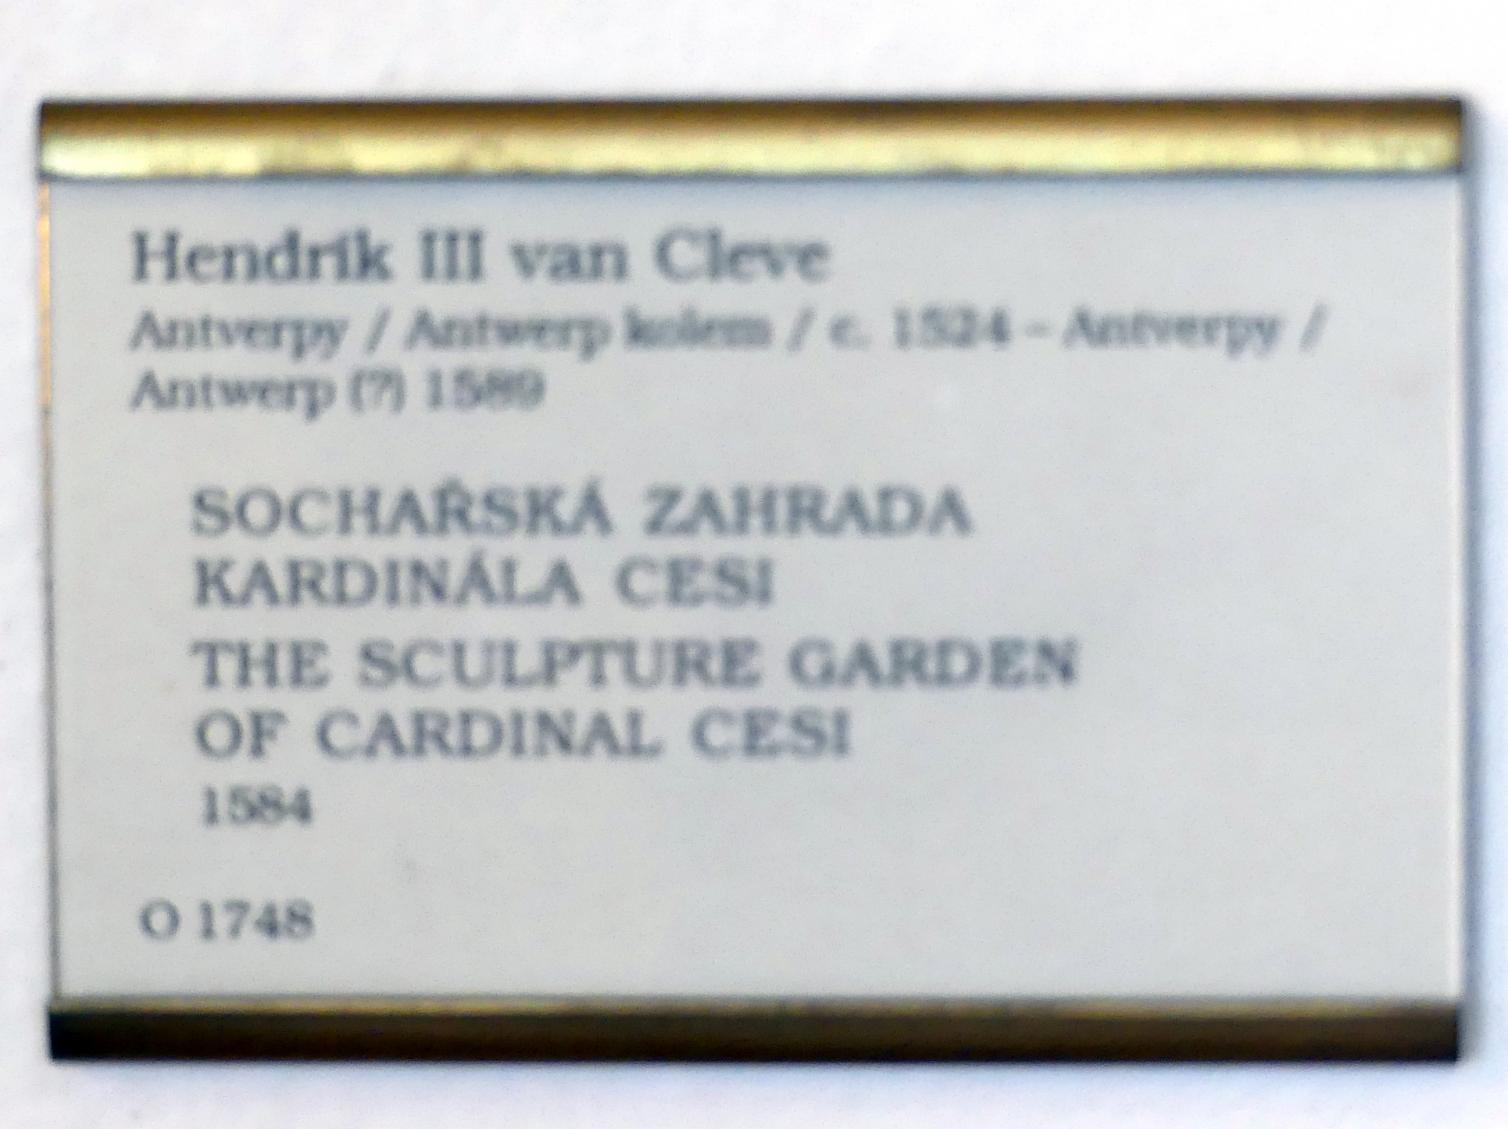 Hendrik III van Cleve
Antverpy / Antwerp kolem / c. 1524 – Antverpy /
Antwerp (?) 1589
SOCHAŘSKÁ ZAHRADA
KARDINÁLA CESI
THE SCULPTURE GARDEN
OF CARDINAL CESI
1584
O 1748